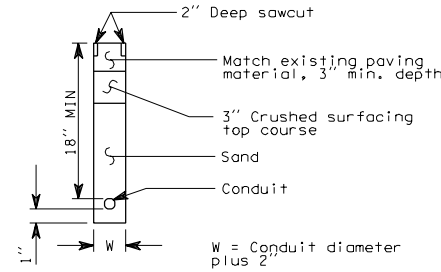 2" Deep sawcut
Match existing paving
material, 3" min. depth
3" Crushed surfacing
top course
18" MIN
Sand
Conduit
1"
W
W = Conduit diameter
plus 2"